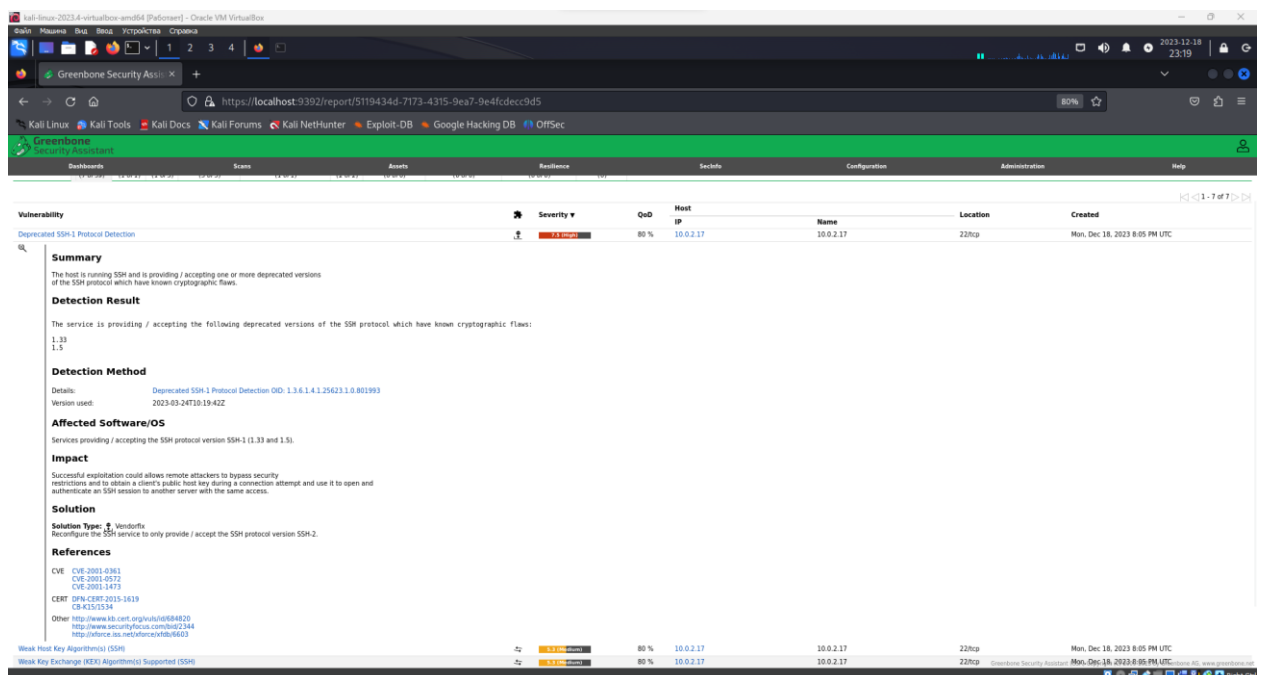 kali-linux-2023.4-virtualbox-amd64 [Работает] - Oracle VM VirtualBox
Файл Машина Вид Ввод Устройства Справка
1 2 3 4
2023-12-18
23:19
Greenbone Security Assis
https://localhost:9392/report/5119434d-7173-4315-9ea7-9e4fcdecc9d5
80%
Kali Linux Kali Tools Kali Docs Kali Forums Kali NetHunter Exploit-DB Google Hacking DB OffSec
Greenbone
Security Assistant
Dashboards Scans Assets Resilience SecInfo Configuration Administration Help
1 - 7 of 7
Vulnerability Severity QoD Host Location Created
IP Name
Deprecated SSH-1 Protocol Detection 7.5 (High) 80 % 10.0.2.17 10.0.2.17 22/tcp Mon, Dec 18, 2023 8:05 PM UTC
Summary
The host is running SSH and is providing / accepting one or more deprecated versions
of the SSH protocol which have known cryptographic flaws.
Detection Result
The service is providing / accepting the following deprecated versions of the SSH protocol which have known cryptographic flaws:
1.33
1.5
Detection Method
Details: Deprecated SSH-1 Protocol Detection OID: 1.3.6.1.4.1.25623.1.0.801993
Version used: 2023-03-24T10:19:42Z
Affected Software/OS
Services providing / accepting the SSH protocol version SSH-1 (1.33 and 1.5).
Impact
Successful exploitation could allows remote attackers to bypass security
restrictions and to obtain a client's public host key during a connection attempt and use it to open and
authenticate an SSH session to another server with the same access.
Solution
Solution Type: Vendorfix
Reconfigure the SSH service to only provide / accept the SSH protocol version SSH-2.
References
CVE CVE-2001-0361
CVE-2001-0572
CVE-2001-1473
CERT DFN-CERT-2015-1619
CB-K15/1534
Other http://www.kb.cert.org/vuls/id/684820
http://www.securityfocus.com/bid/2344
http://xforce.iss.net/xforce/xfdb/6603
Weak Host Key Algorithm(s) (SSH) 5.3 (Medium) 80 % 10.0.2.17 10.0.2.17 22/tcp Mon, Dec 18, 2023 8:05 PM UTC
Weak Key Exchange (KEX) Algorithm(s) Supported (SSH) 5.3 (Medium) 80 % 10.0.2.17 10.0.2.17 22/tcp Mon, Dec 18, 2023 8:05 PM UTC